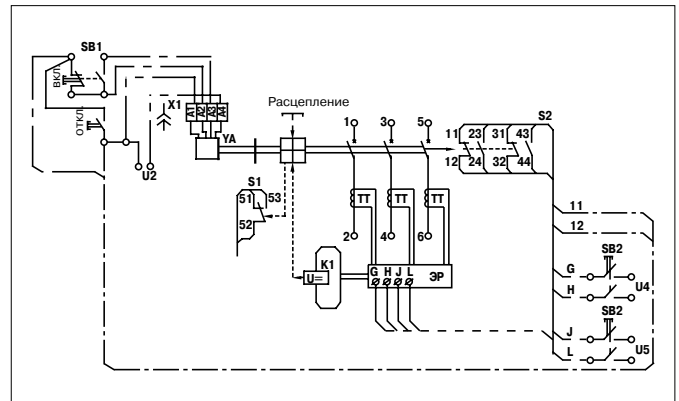 SB1
ВКЛ.
ОТКЛ.
X1
A1 A2 A3 A4
YA
U2
Расцепление
1 3 5
S2
11 23 31 43
12 24 32 44
S1
51 53
52
ТТ ТТ ТТ
2 4 6
K1
U=
G H J L ЭР
11
12
SB2
G
H
U4
SB2
J
L
U5